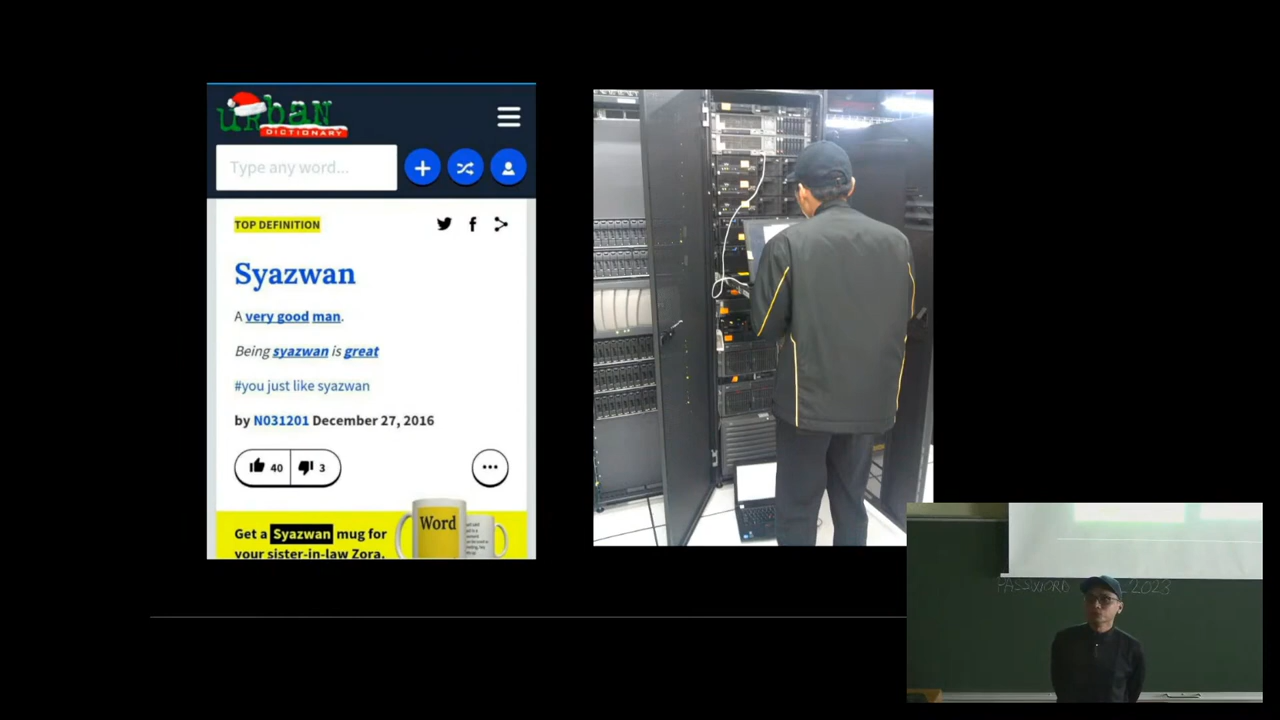 urban
DICTIONARY
Type any word...
TOP DEFINITION
Syazwan
A very good man.
Being syazwan is great
#you just like syazwan
by N031201 December 27, 2016
40
3
Get a Syazwan mug for
your sister-in-law Zora.
Word
PASSWORD 2023